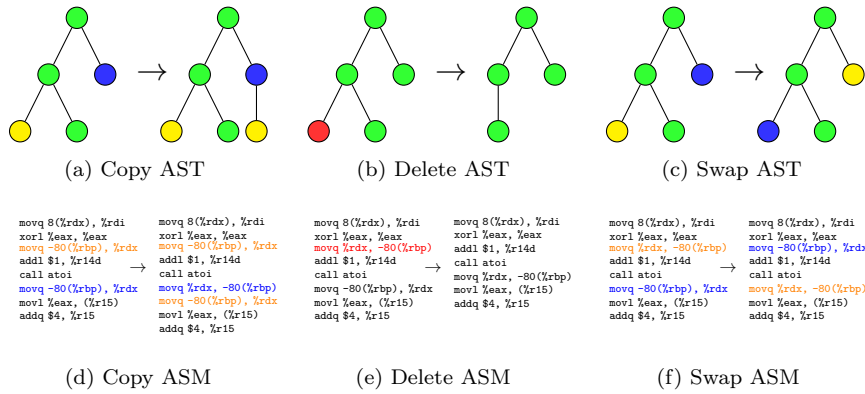 (a) Copy AST
(b) Delete AST
(c) Swap AST
movq 8(%rdx), %rdi
xorl %eax, %eax
movq -80(%rbp), %rdx
addl $1, %r14d
call atoi
movq -80(%rbp), %rdx
movl %eax, (%r15)
addq $4, %r15
→
movq 8(%rdx), %rdi
xorl %eax, %eax
movq -80(%rbp), %rdx
addl $1, %r14d
call atoi
movq %rdx, -80(%rbp)
movq -80(%rbp), %rdx
movl %eax, (%r15)
addq $4, %r15
movq 8(%rdx), %rdi
xorl %eax, %eax
movq %rdx, -80(%rbp)
addl $1, %r14d
call atoi
movq -80(%rbp), %rdx
movl %eax, (%r15)
addq $4, %r15
→
movq 8(%rdx), %rdi
xorl %eax, %eax
addl $1, %r14d
call atoi
movq %rdx, -80(%rbp)
movl %eax, (%r15)
addq $4, %r15
movq 8(%rdx), %rdi
xorl %eax, %eax
movq %rdx, -80(%rbp)
addl $1, %r14d
call atoi
movq -80(%rbp), %rdx
movl %eax, (%r15)
addq $4, %r15
→
movq 8(%rdx), %rdi
xorl %eax, %eax
movq -80(%rbp), %rdx
addl $1, %r14d
call atoi
movq %rdx, -80(%rbp)
movl %eax, (%r15)
addq $4, %r15
(d) Copy ASM
(e) Delete ASM
(f) Swap ASM